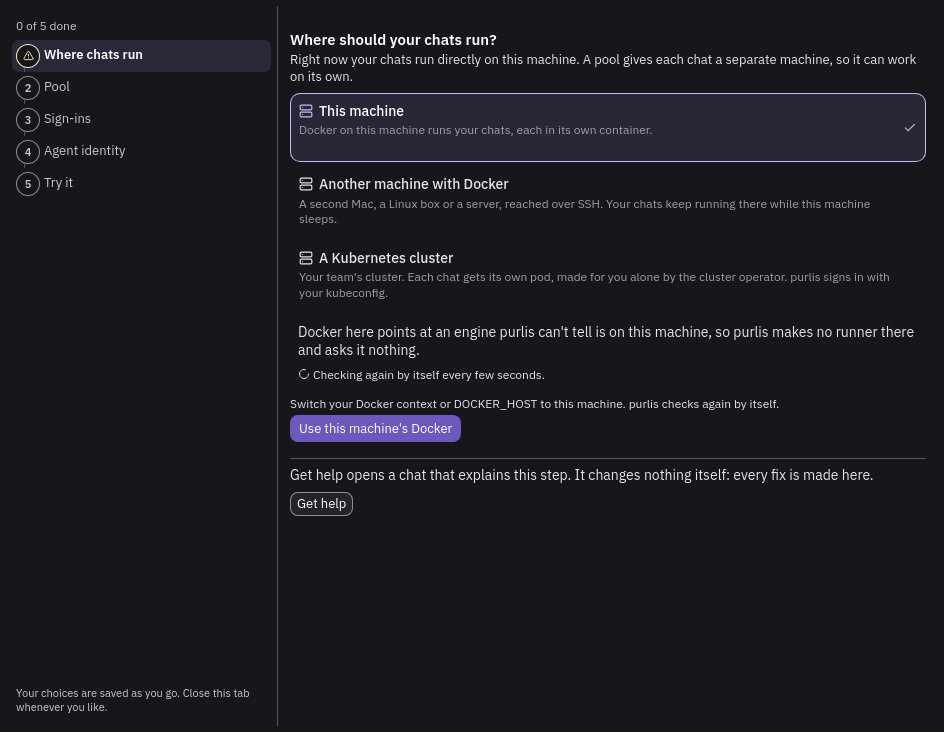 0 of 5 done
Where chats run
2 Pool
3 Sign-ins
4 Agent identity
5 Try it
Your choices are saved as you go. Close this tab
whenever you like.
Where should your chats run?
Right now your chats run directly on this machine. A pool gives each chat a separate machine, so it can work
on its own.
This machine
Docker on this machine runs your chats, each in its own container.
Another machine with Docker
A second Mac, a Linux box or a server, reached over SSH. Your chats keep running there while this machine
sleeps.
A Kubernetes cluster
Your team's cluster. Each chat gets its own pod, made for you alone by the cluster operator. purlis signs in with
your kubeconfig.
Docker here points at an engine purlis can't tell is on this machine, so purlis makes no runner there
and asks it nothing.
Checking again by itself every few seconds.
Switch your Docker context or DOCKER_HOST to this machine. purlis checks again by itself.
Use this machine's Docker
Get help opens a chat that explains this step. It changes nothing itself: every fix is made here.
Get help